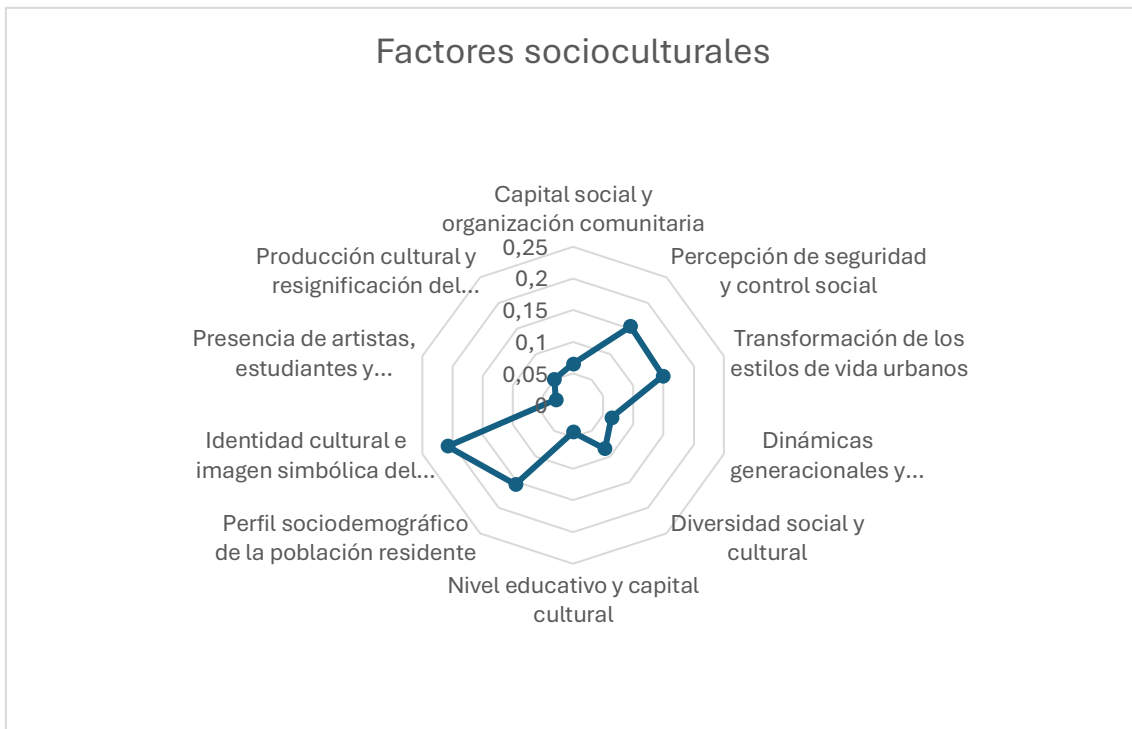 Factores socioculturales
Capital social y
organización comunitaria
Percepción de seguridad
y control social
Transformación de los
estilos de vida urbanos
Dinámicas
generacionales y...
Diversidad social y
cultural
Nivel educativo y capital
cultural
Perfil sociodemográfico
de la población residente
Identidad cultural e
imagen simbólica del...
Presencia de artistas,
estudiantes y...
Producción cultural y
resignificación del...
0,25
0,2
0,15
0,1
0,05
0